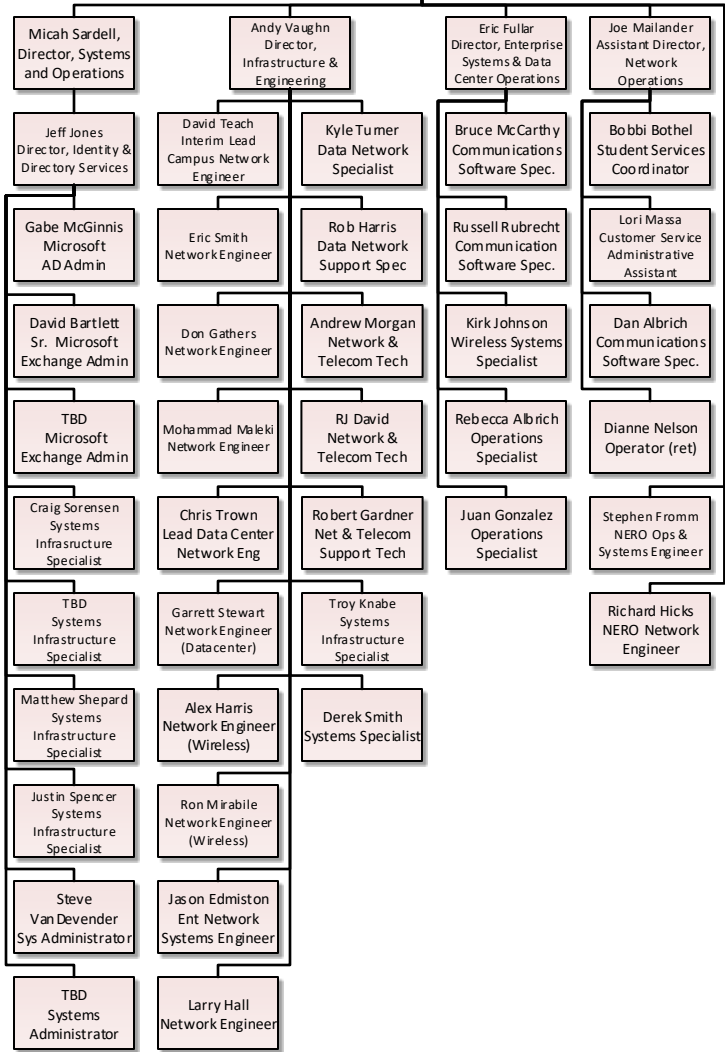 Micah Sardell,
Director, Systems
and Operations
Andy Vaughn
Director,
Infrastructure &
Engineering
Eric Fullar
Director, Enterprise
Systems & Data
Center Operations
Joe Mailander
Assistant Director,
Network
Operations
Jeff Jones
Director, Identity &
Directory Services
David Teach
Interim Lead
Campus Network
Engineer
Kyle Turner
Data Network
Specialist
Bruce McCarthy
Communications
Software Spec.
Bobbi Bothel
Student Services
Coordinator
Gabe McGinnis
Microsoft
AD Admin
Eric Smith
Network Engineer
Rob Harris
Data Network
Support Spec
Russell Rubrecht
Communication
Software Spec.
Lori Massa
Customer Service
Administrative
Assistant
David Bartlett
Sr. Microsoft
Exchange Admin
Don Gathers
Network Engineer
Andrew Morgan
Network &
Telecom Tech
Kirk Johnson
Wireless Systems
Specialist
Dan Albrich
Communications
Software Spec.
TBD
Microsoft
Exchange Admin
Mohammad Maleki
Network Engineer
RJ David
Network &
Telecom Tech
Rebecca Albrich
Operations
Specialist
Dianne Nelson
Operator (ret)
Craig Sorensen
Systems
Infrasructure
Specialist
Chris Trown
Lead Data Center
Network Eng
Robert Gardner
Net & Telecom
Support Tech
Juan Gonzalez
Operations
Specialist
Stephen Fromm
NERO Ops &
Systems Engineer
TBD
Systems
Infrastructure
Specialist
Garrett Stewart
Network Engineer
(Datacenter)
Troy Knabe
Systems
Infrastructure
Specialist
Richard Hicks
NERO Network
Engineer
Matthew Shepard
Systems
Infrastructure
Specialist
Alex Harris
Network Engineer
(Wireless)
Derek Smith
Systems Specialist
Justin Spencer
Systems
Infrastructure
Specialist
Ron Mirabile
Network Engineer
(Wireless)
Steve
VanDevender
Sys Administrator
Jason Edmiston
Ent Network
Systems Engineer
TBD
Systems
Administrator
Larry Hall
Network Engineer